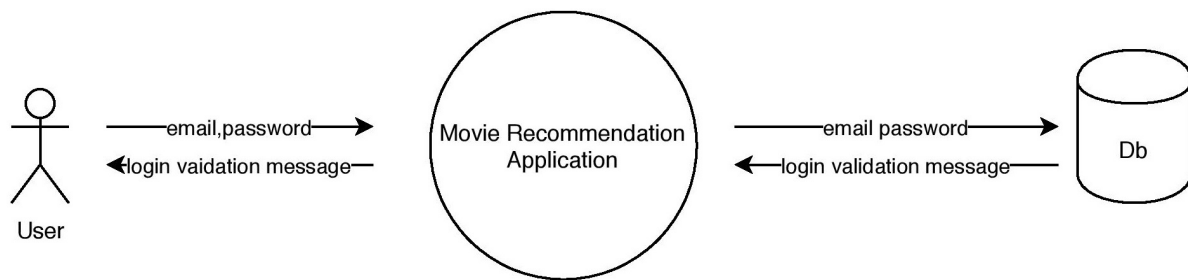 email,password
login vaidation message
User
Movie Recommendation
Application
email password
login validation message
Db